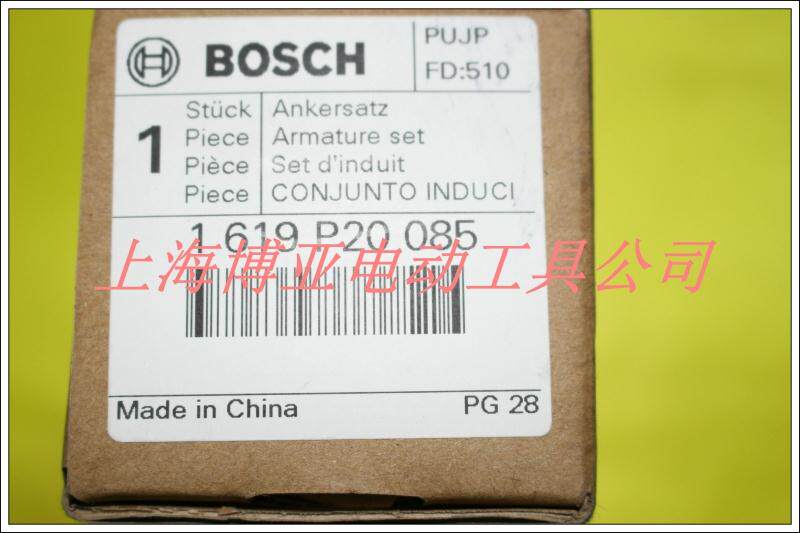 BOSCH
PUJP
FD:510
1
Stück Ankersatz
Piece Armature set
Pièce Set d'induit
Piece CONJUNTO INDUCI
1 619 P20 085
上海博亚电动工具公司
Made in China PG 28